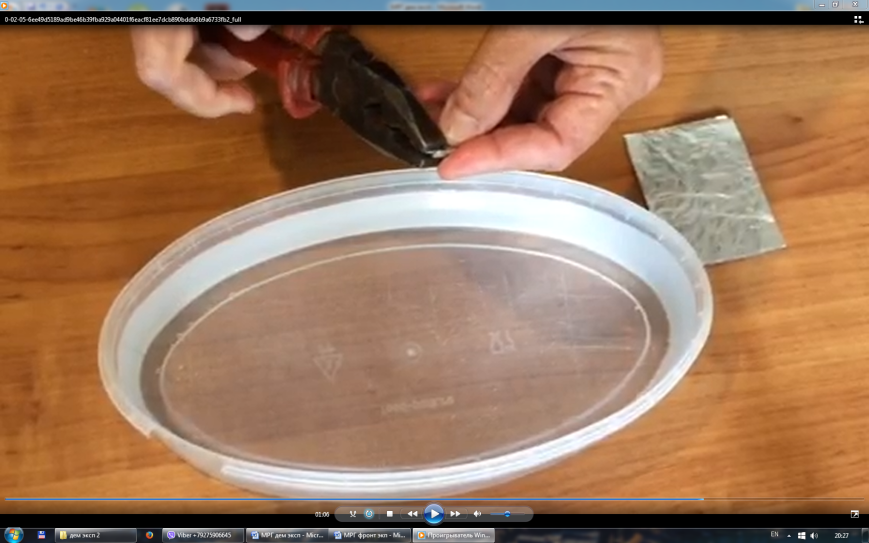 0-02-05-6ee49d5189ad9be46b39fba929a04401f6eacf81ee7dcb890bddb6b9a6733fb2_full
01:06
дем эксп 2
Viber +79275906645
МРГ дем эксп - Micr...
МРГ фронт экп - Mi...
Проигрыватель Win...
EN
20:27